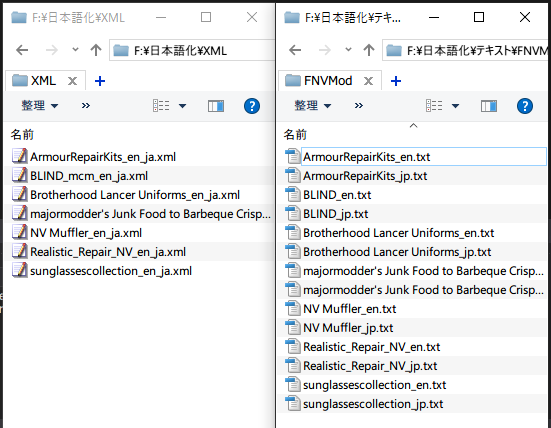 F:¥日本語化¥XML
F:¥日本語化¥XML
XML
整理
»
?
名前
ArmourRepairKits_en_ja.xml
BLIND_mcm_en_ja.xml
Brotherhood Lancer Uniforms_en_ja.xml
majormodder's Junk Food to Barbeque Crisp...
NV Muffler_en_ja.xml
Realistic_Repair_NV_en_ja.xml
sunglassescollection_en_ja.xml
F:¥日本語化¥テキ...
F:¥日本語化¥テキスト¥FNVM
FNVMod
整理
»
?
名前
ArmourRepairKits_en.txt
ArmourRepairKits_jp.txt
BLIND_en.txt
BLIND_jp.txt
Brotherhood Lancer Uniforms_en.txt
Brotherhood Lancer Uniforms_jp.txt
majormodder's Junk Food to Barbeque Crisp...
majormodder's Junk Food to Barbeque Crisp...
NV Muffler_en.txt
NV Muffler_jp.txt
Realistic_Repair_NV_en.txt
Realistic_Repair_NV_jp.txt
sunglassescollection_en.txt
sunglassescollection_jp.txt